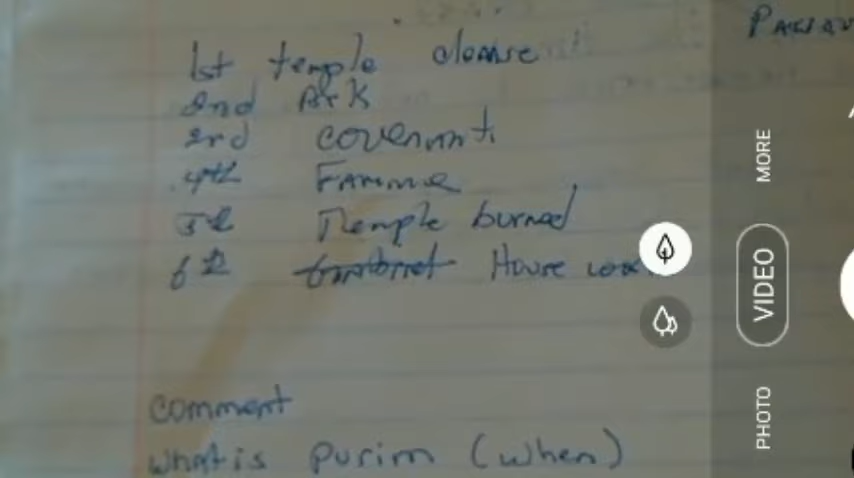 1st temple cleanse
2nd Ark
3rd covenant
4th Famine
5th Temple burned
6th House
comment
what is purim (when)
MORE
VIDEO
PHOTO